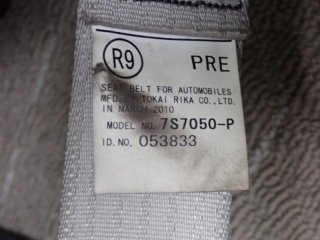 R9 PRE
SEAT BELT FOR AUTOMOBILES
MFD. BY TOKAI RIKA CO., LTD.
IN MARCH 2010
MODEL NO. 7S7050-P
ID.NO. 053833